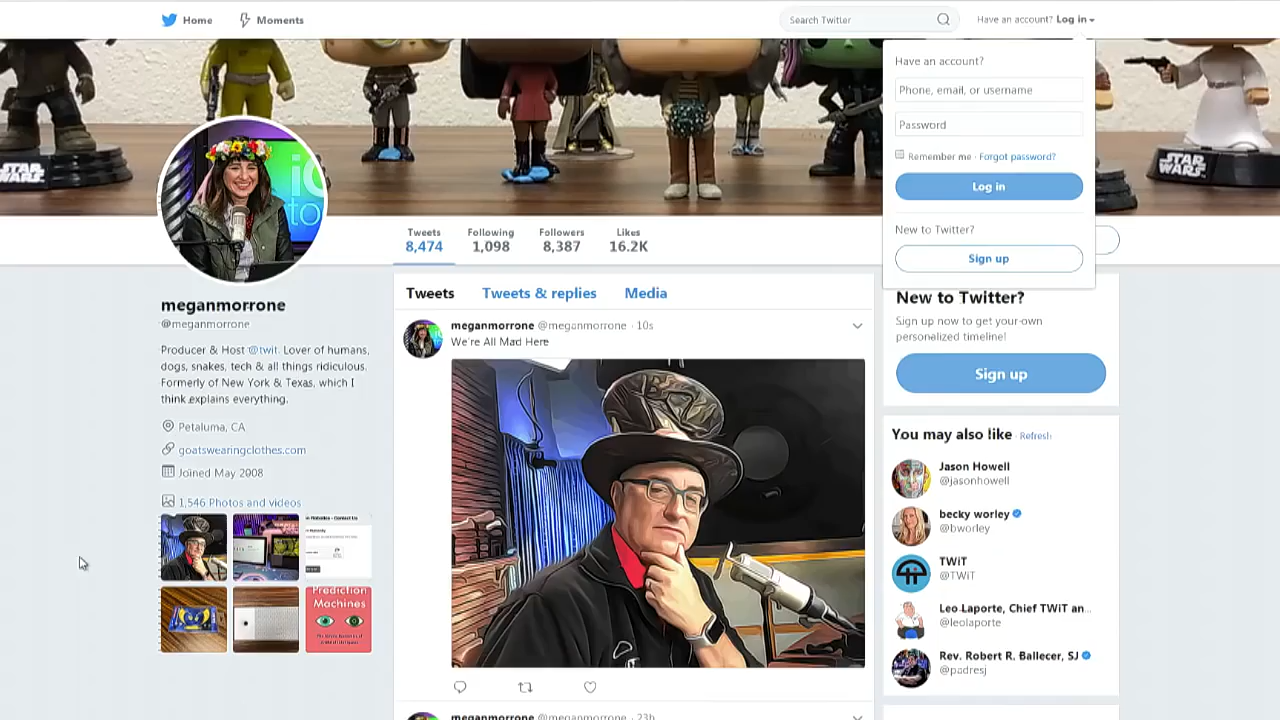 Home
Moments
Search Twitter
Have an account? Log in
Have an account?
Phone, email, or username
Password
Remember me · Forgot password?
Log in
New to Twitter?
Sign up
STAR
WARS
STAR
WARS
Tweets
8,474
Following
1,098
Followers
8,387
Likes
16.2K
meganmorrone
@meganmorrone
Producer & Host @twit. Lover of humans,
dogs, snakes, tech & all things ridiculous.
Formerly of New York & Texas, which I
think explains everything.
Petaluma, CA
goatswearingclothes.com
Joined May 2008
1,546 Photos and videos
Prediction
Machines
Tweets
Tweets & replies
Media
meganmorrone @meganmorrone · 10s
We're All Mad Here
meganmorrone @meganmorrone · 23h
New to Twitter?
Sign up now to get your own
personalized timeline!
Sign up
You may also like · Refresh
Jason Howell
@jasonhowell
becky worley
@bworley
TWiT
@TWiT
Leo Laporte, Chief TWiT an...
@leolaporte
Rev. Robert R. Ballecer, SJ
@padresj